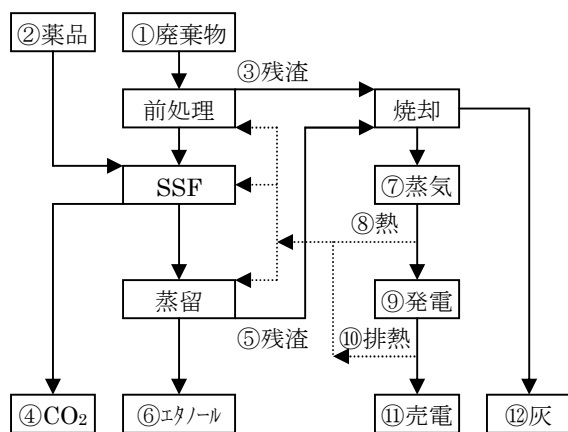 ②薬品
①廃棄物
③残渣
前処理
焼却
SSF
⑦蒸気
⑧熱
蒸留
⑨発電
⑤残渣
⑩排熱
④CO₂
⑥エタノール
⑪売電
⑫灰